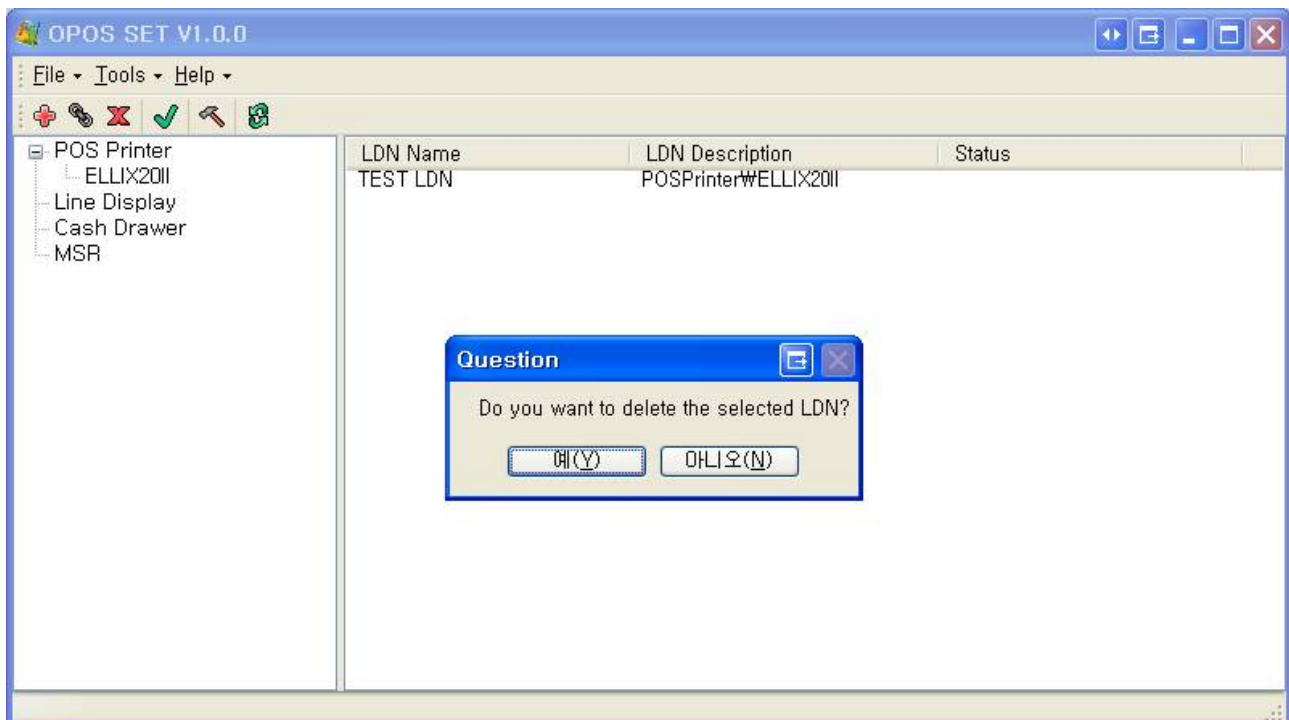 OPOS SET V1.0.0
File Tools Help
POS Printer
ELLIX20II
Line Display
Cash Drawer
MSR
LDN Name LDN Description Status
TEST LDN POSPrinter₩ELLIX20II
Question
Do you want to delete the selected LDN?
예(Y) 아니오(N)